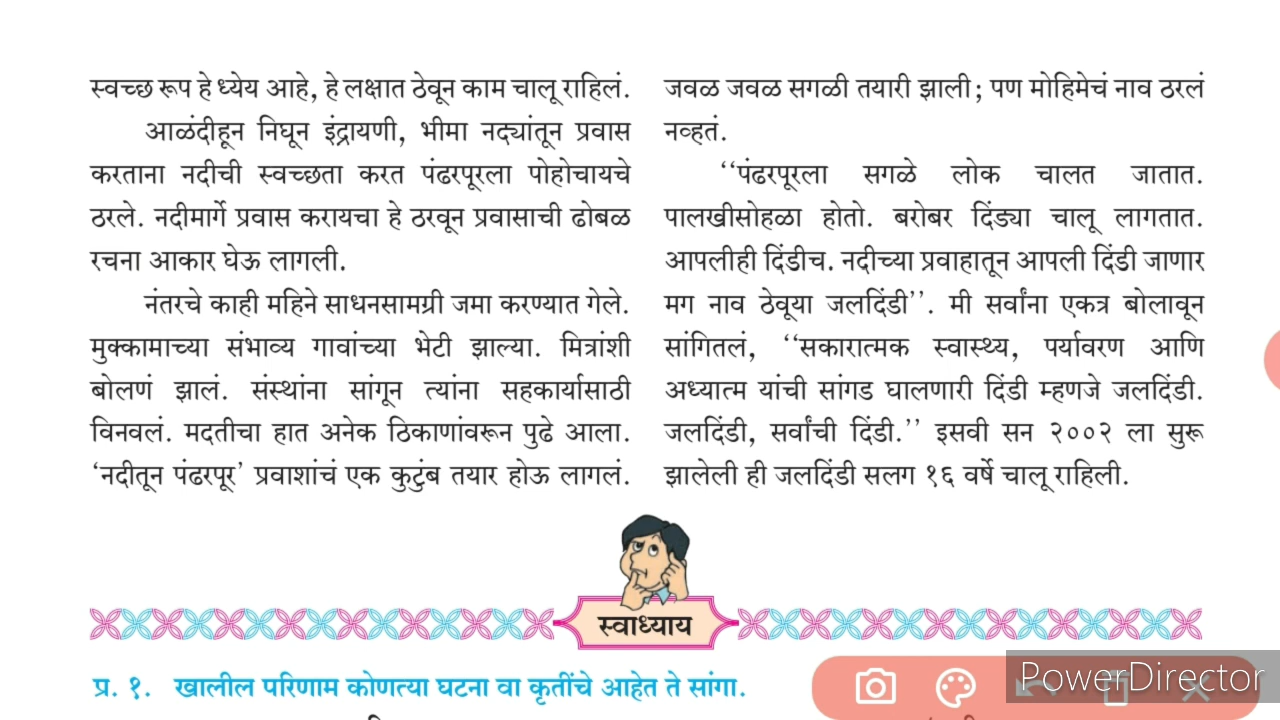 स्वच्छ रूप हे ध्येय आहे, हे लक्षात ठेवून काम चालू राहिलं.
आळंदीहून निघून इंद्रायणी, भीमा नद्यांतून प्रवास
करताना नदीची स्वच्छता करत पंढरपूरला पोहोचायचे
ठरले. नदीमार्गे प्रवास करायचा हे ठरवून प्रवासाची ढोबळ
रचना आकार घेऊ लागली.
नंतरचे काही महिने साधनसामग्री जमा करण्यात गेले.
मुक्कामाच्या संभाव्य गावांच्या भेटी झाल्या. मित्रांशी
बोलणं झालं. संस्थांना सांगून त्यांना सहकार्यासाठी
विनवलं. मदतीचा हात अनेक ठिकाणांवरून पुढे आला.
‘नदीतून पंढरपूर’ प्रवाशांचं एक कुटुंब तयार होऊ लागलं.
जवळ जवळ सगळी तयारी झाली; पण मोहिमेचं नाव ठरलं
नव्हतं.
‘‘पंढरपूरला सगळे लोक चालत जातात.
पालखीसोहळा होतो. बरोबर दिंड्या चालू लागतात.
आपलीही दिंडीच. नदीच्या प्रवाहातून आपली दिंडी जाणार
मग नाव ठेवूया जलदिंडी’’. मी सर्वांना एकत्र बोलावून
सांगितलं, ‘‘सकारात्मक स्वास्थ्य, पर्यावरण आणि
अध्यात्म यांची सांगड घालणारी दिंडी म्हणजे जलदिंडी.
जलदिंडी, सर्वांची दिंडी.’’ इसवी सन २००२ ला सुरू
झालेली ही जलदिंडी सलग १६ वर्षे चालू राहिली.
स्वाध्याय
प्र. १. खालील परिणाम कोणत्या घटना वा कृतींचे आहेत ते सांगा.
PowerDirector